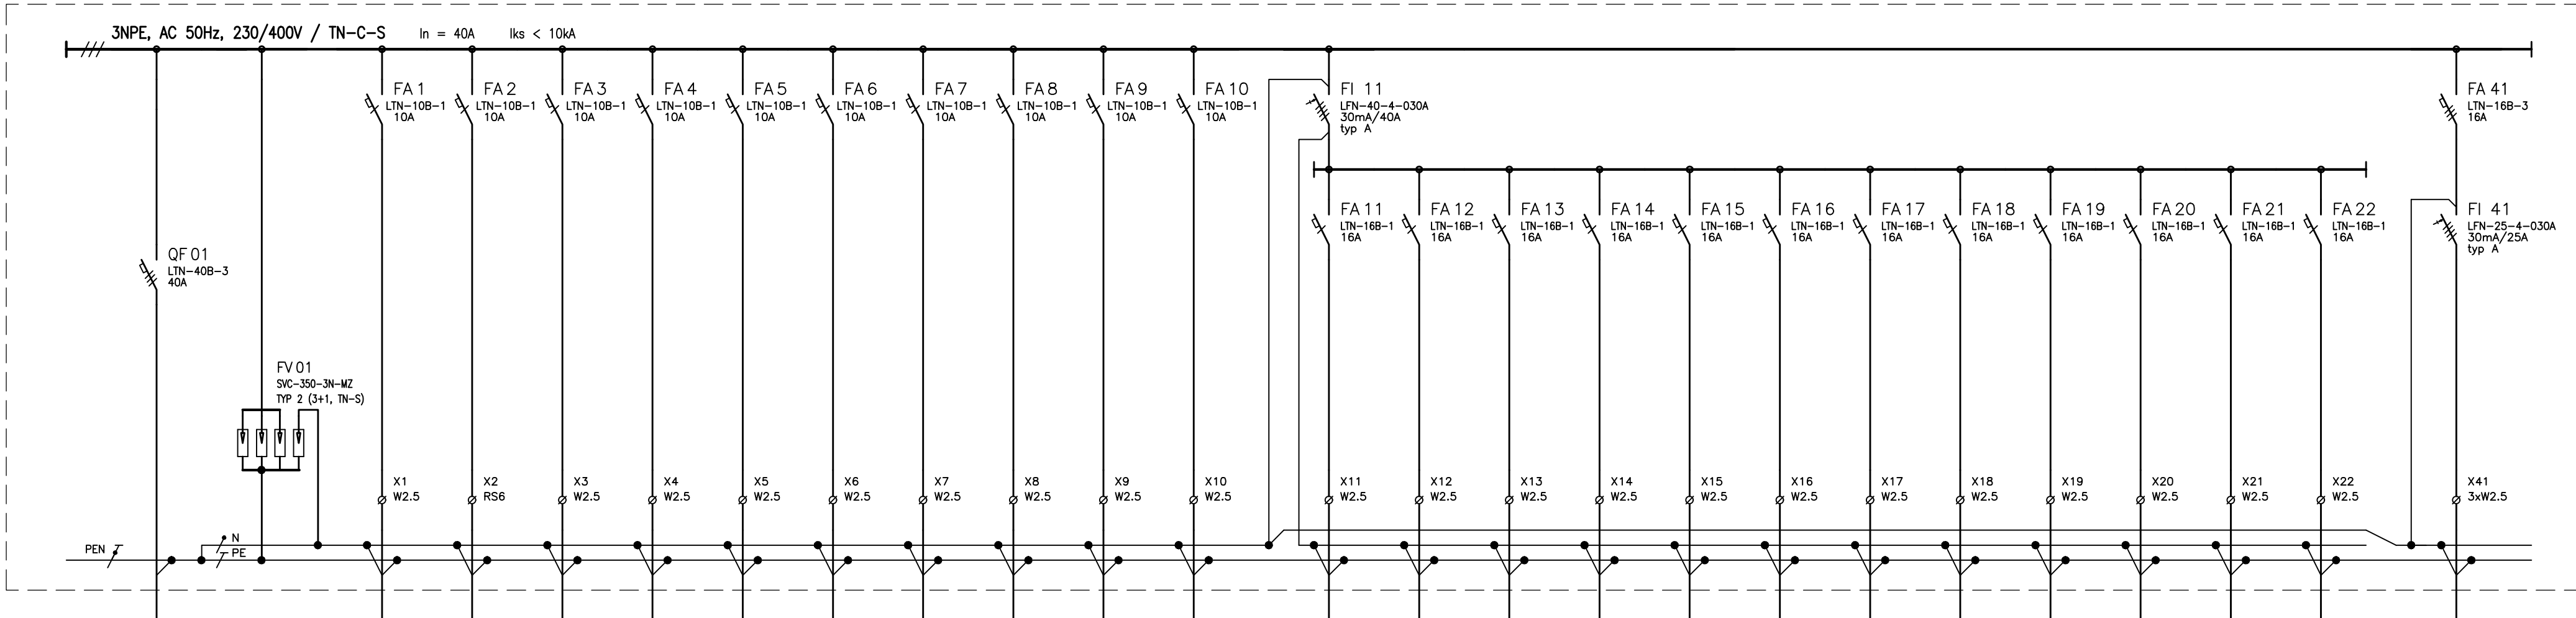 3NPE, AC 50Hz, 230/400V / TN-C-S In = 40A Iks < 10kA
QF 01
LTN-40B-3
40A
FV 01
SVC-350-3N-MZ
TYP 2 (3+1, TN-S)
FA 1
LTN-10B-1
10A
FA 2
LTN-10B-1
10A
FA 3
LTN-10B-1
10A
FA 4
LTN-10B-1
10A
FA 5
LTN-10B-1
10A
FA 6
LTN-10B-1
10A
FA 7
LTN-10B-1
10A
FA 8
LTN-10B-1
10A
FA 9
LTN-10B-1
10A
FA 10
LTN-10B-1
10A
FI 11
LFN-40-4-030A
30mA/40A
typ A
FA 41
LTN-16B-3
16A
FA 11
LTN-16B-1
16A
FA 12
LTN-16B-1
16A
FA 13
LTN-16B-1
16A
FA 14
LTN-16B-1
16A
FA 15
LTN-16B-1
16A
FA 16
LTN-16B-1
16A
FA 17
LTN-16B-1
16A
FA 18
LTN-16B-1
16A
FA 19
LTN-16B-1
16A
FA 20
LTN-16B-1
16A
FA 21
LTN-16B-1
16A
FA 22
LTN-16B-1
16A
FI 41
LFN-25-4-030A
30mA/25A
typ A
X1
W2.5
X2
RS6
X3
W2.5
X4
W2.5
X5
W2.5
X6
W2.5
X7
W2.5
X8
W2.5
X9
W2.5
X10
W2.5
X11
W2.5
X12
W2.5
X13
W2.5
X14
W2.5
X15
W2.5
X16
W2.5
X17
W2.5
X18
W2.5
X19
W2.5
X20
W2.5
X21
W2.5
X22
W2.5
X41
3xW2.5
PEN
N
PE